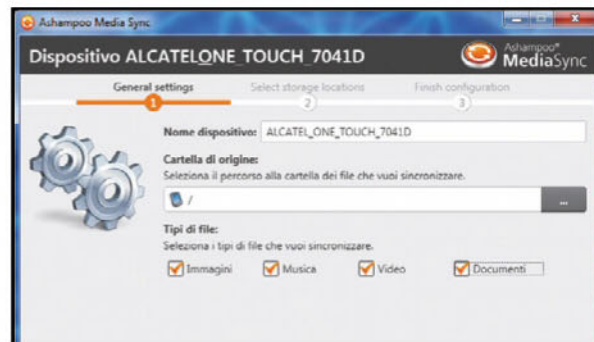 Ashampoo Media Sync
Dispositivo ALCATELONE_TOUCH_7041D
Ashampoo®
MediaSync
General settings
Select storage locations
Finish configuration
1
2
3
Nome dispositivo: ALCATEL_ONE_TOUCH_7041D
Cartella di origine:
Seleziona il percorso alla cartella dei file che vuoi sincronizzare.
/
...
Tipi di file:
Seleziona i tipi di file che vuoi sincronizzare.
Immagini Musica Video Documenti